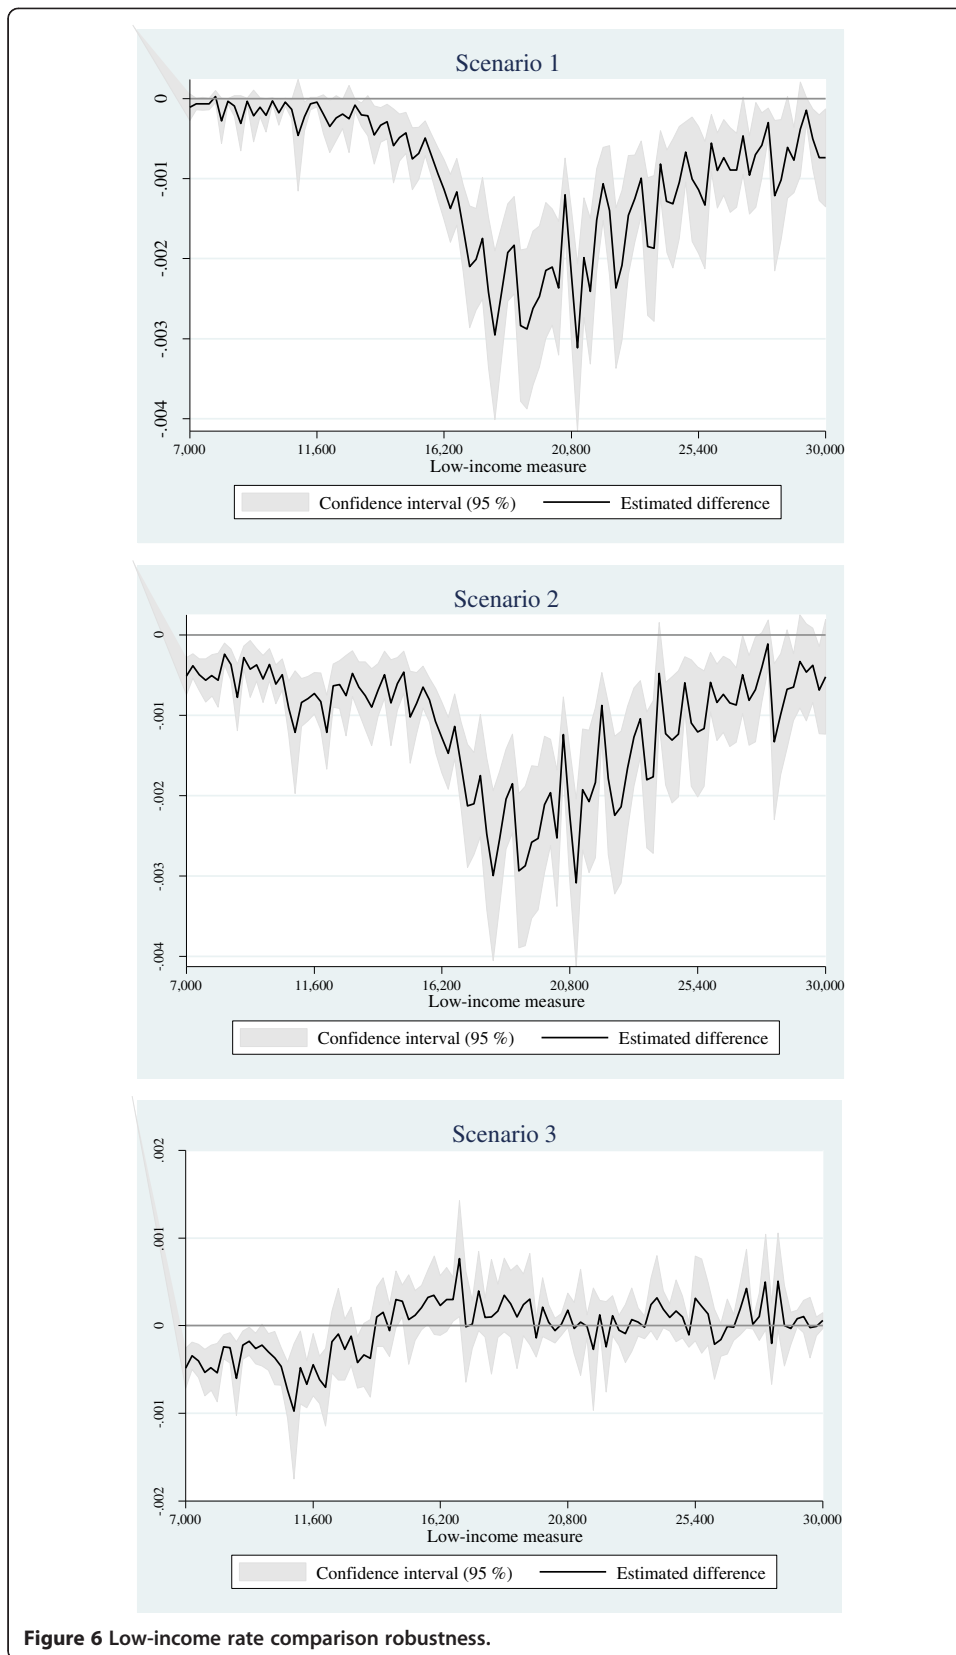 Scenario 1
0
-.001
-.002
-.003
-.004
7,000 11,600 16,200 20,800 25,400 30,000
Low-income measure
Confidence interval (95 %) Estimated difference
Scenario 2
0
-.001
-.002
-.003
-.004
7,000 11,600 16,200 20,800 25,400 30,000
Low-income measure
Confidence interval (95 %) Estimated difference
Scenario 3
.002
.001
0
-.001
-.002
7,000 11,600 16,200 20,800 25,400 30,000
Low-income measure
Confidence interval (95 %) Estimated difference
Figure 6 Low-income rate comparison robustness.